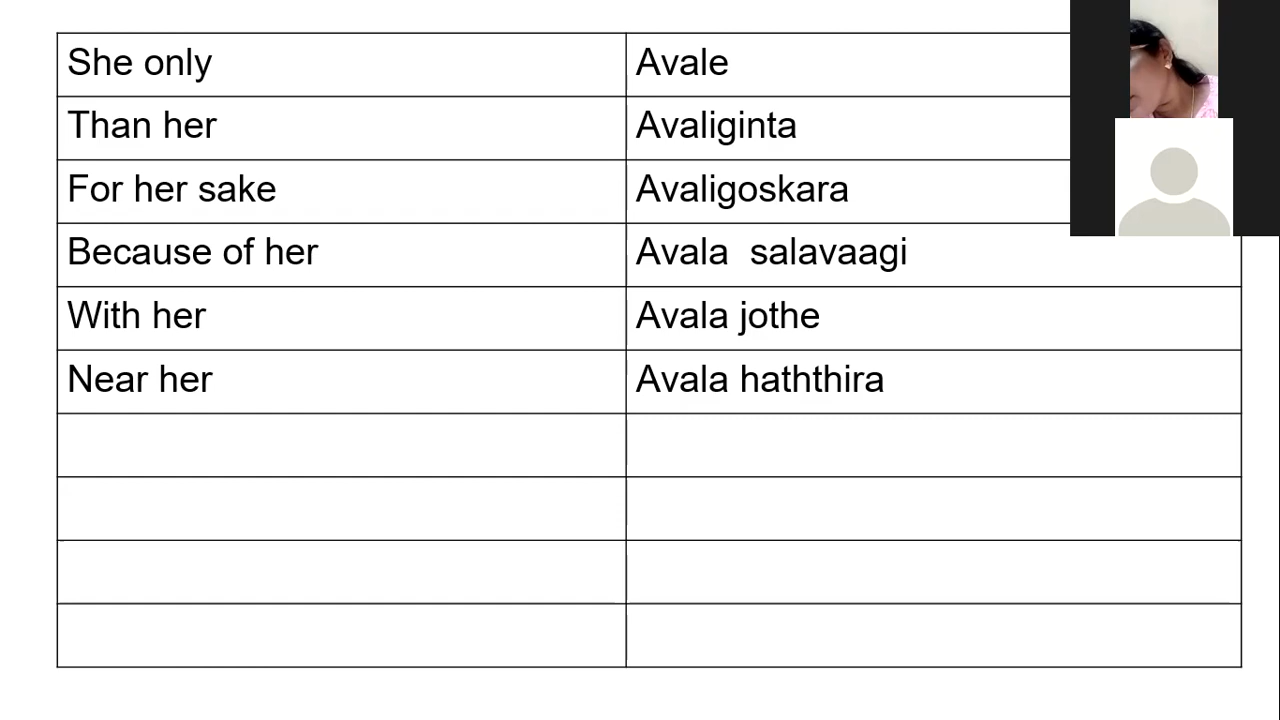 She only Avale
Than her Avaliginta
For her sake Avaligoskara
Because of her Avala  salavaagi
With her Avala jothe
Near her Avala haththira